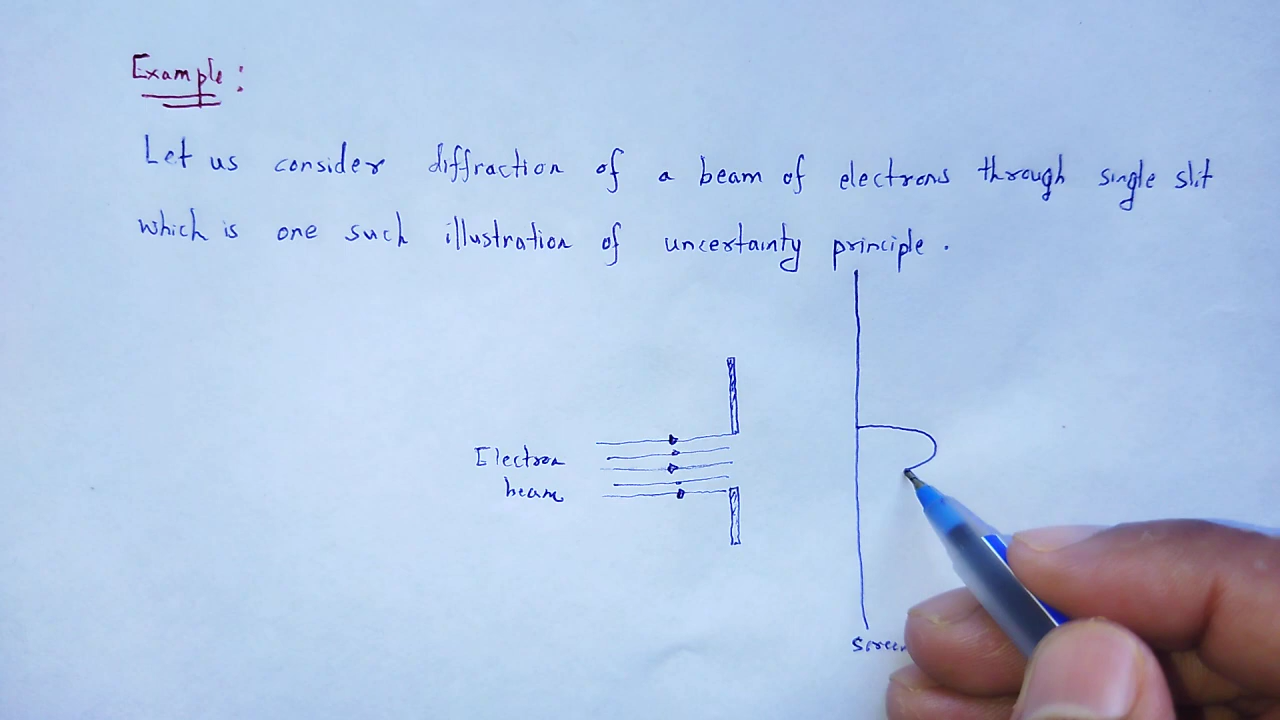 Example:
Let us consider diffraction of a beam of electrons through single slit
which is one such illustration of uncertainty principle.
Electron
beam
Screen